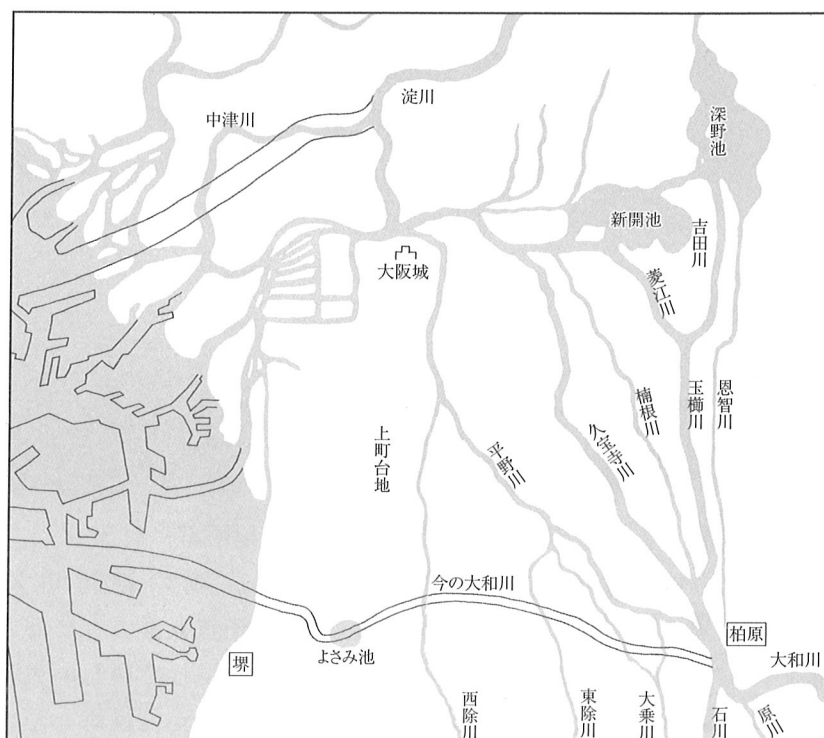 淀川
中津川
深野池
新開池
吉田川
大阪城
菱江川
恩智川
玉櫛川
楠根川
久宝寺川
上町台地
平野川
今の大和川
柏原
よさみ池
堺
大和川
西除川
東除川
大乗川
石川
原川